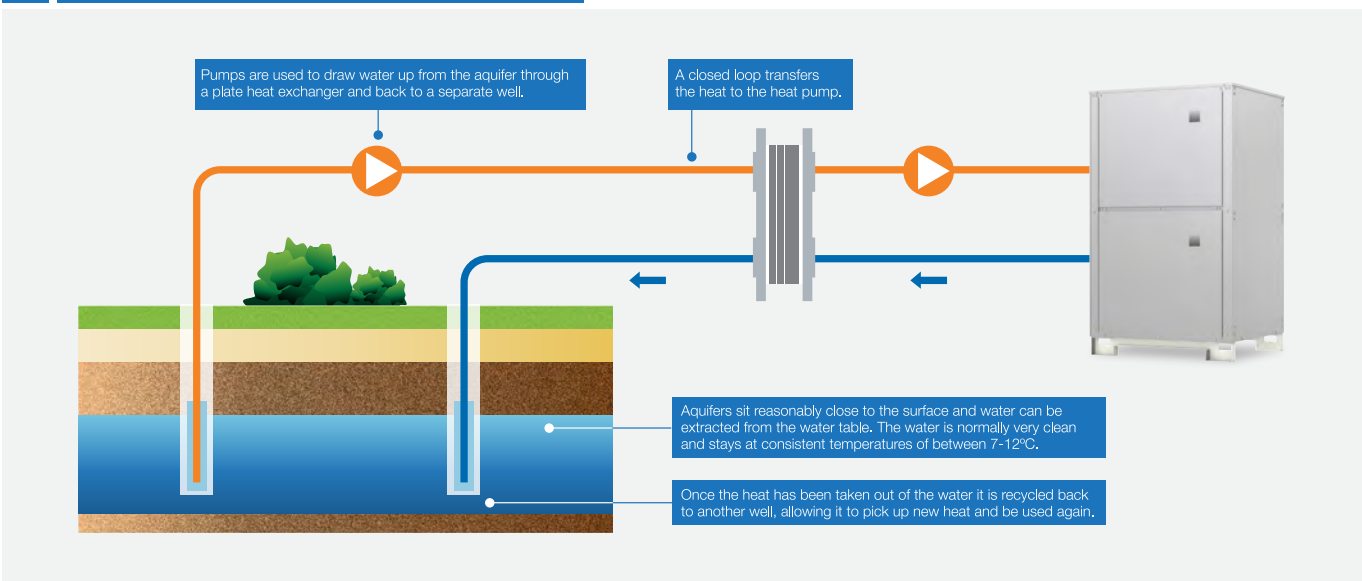 Pumps are used to draw water up from the aquifer through
a plate heat exchanger and back to a separate well.
A closed loop transfers
the heat to the heat pump.
Aquifers sit reasonably close to the surface and water can be
extracted from the water table. The water is normally very clean
and stays at consistent temperatures of between 7-12ºC.
Once the heat has been taken out of the water it is recycled back
to another well, allowing it to pick up new heat and be used again.